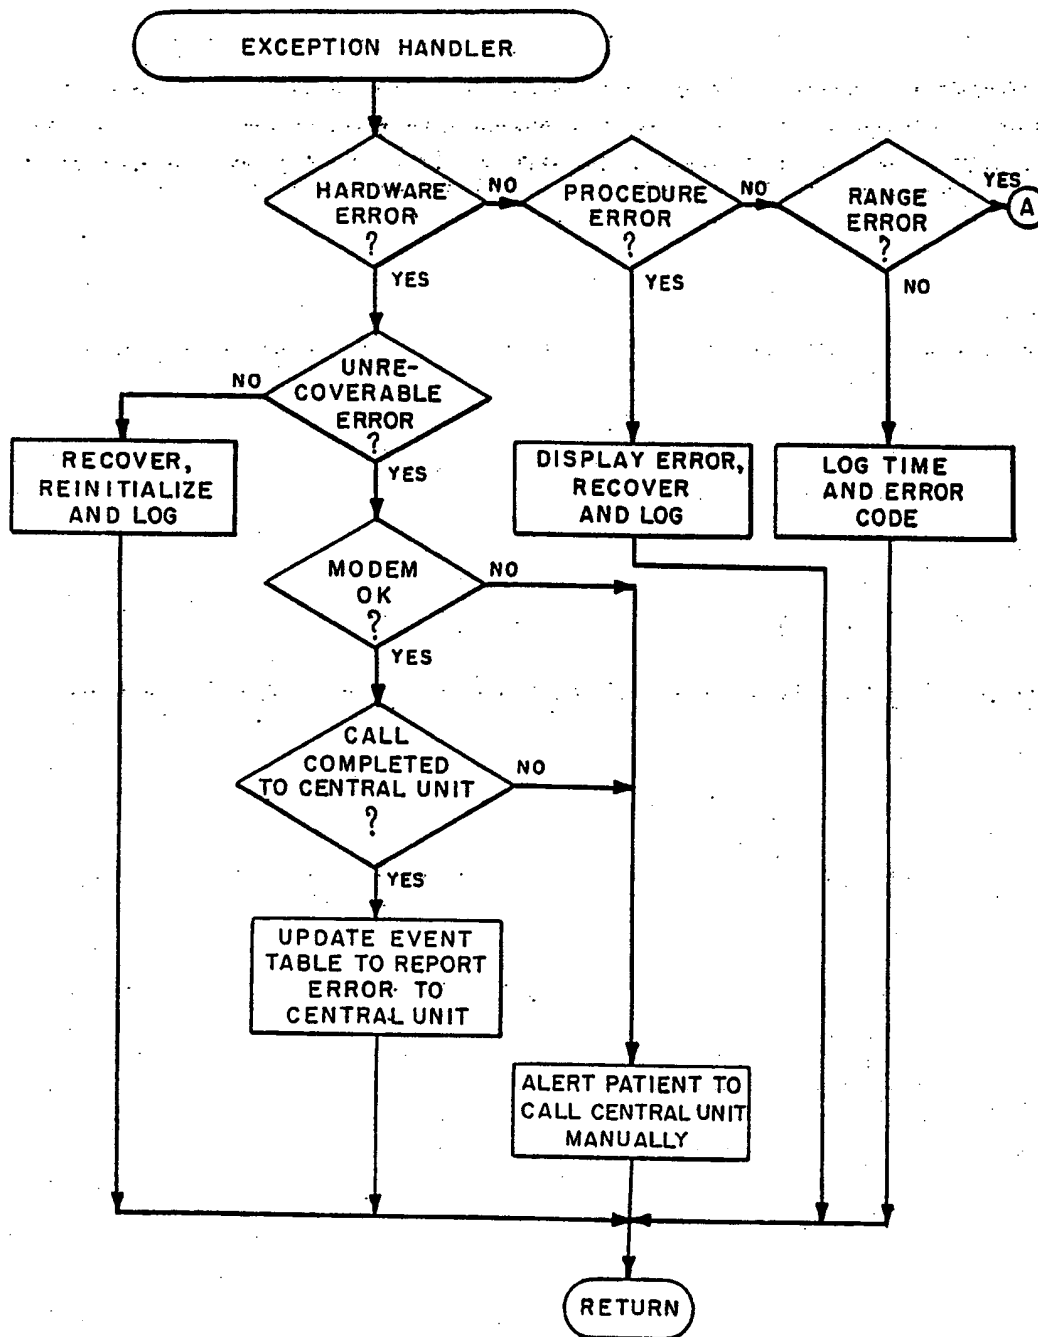 EXCEPTION HANDLER
HARDWARE
ERROR
?
NO
YES
PROCEDURE
ERROR
?
NO
YES
RANGE
ERROR
?
YES
A
NO
UNRE-
COVERABLE
ERROR
?
NO
YES
RECOVER,
REINITIALIZE
AND LOG
DISPLAY ERROR,
RECOVER
AND LOG
LOG TIME
AND ERROR
CODE
MODEM
OK
?
NO
YES
CALL
COMPLETED
TO CENTRAL UNIT
?
NO
YES
UPDATE EVENT
TABLE TO REPORT
ERROR TO
CENTRAL UNIT
ALERT PATIENT TO
CALL CENTRAL UNIT
MANUALLY
RETURN